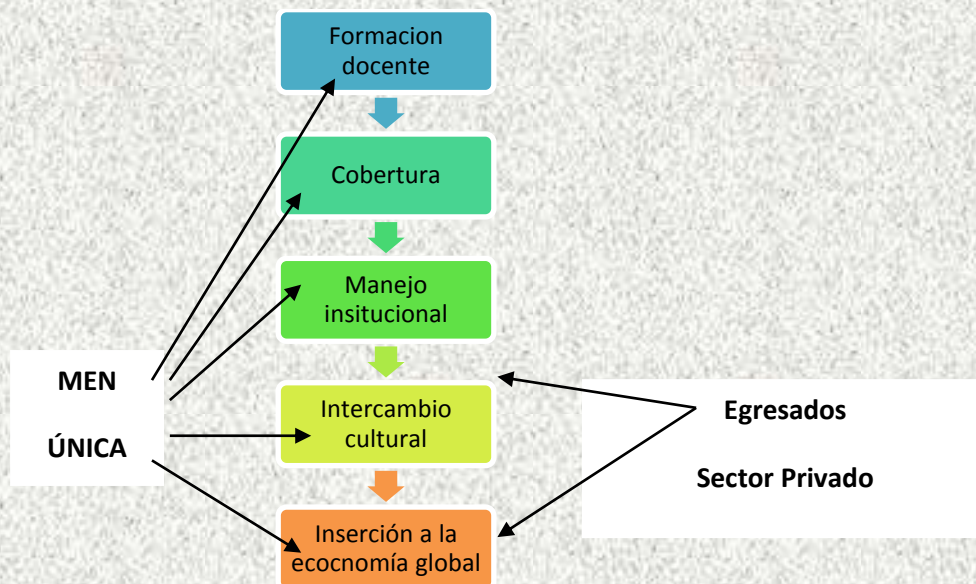 Formacion
docente
Cobertura
Manejo
insitucional
MEN
ÚNICA
Intercambio
cultural
Egresados
Sector Privado
Inserción a la
ecocnomía global